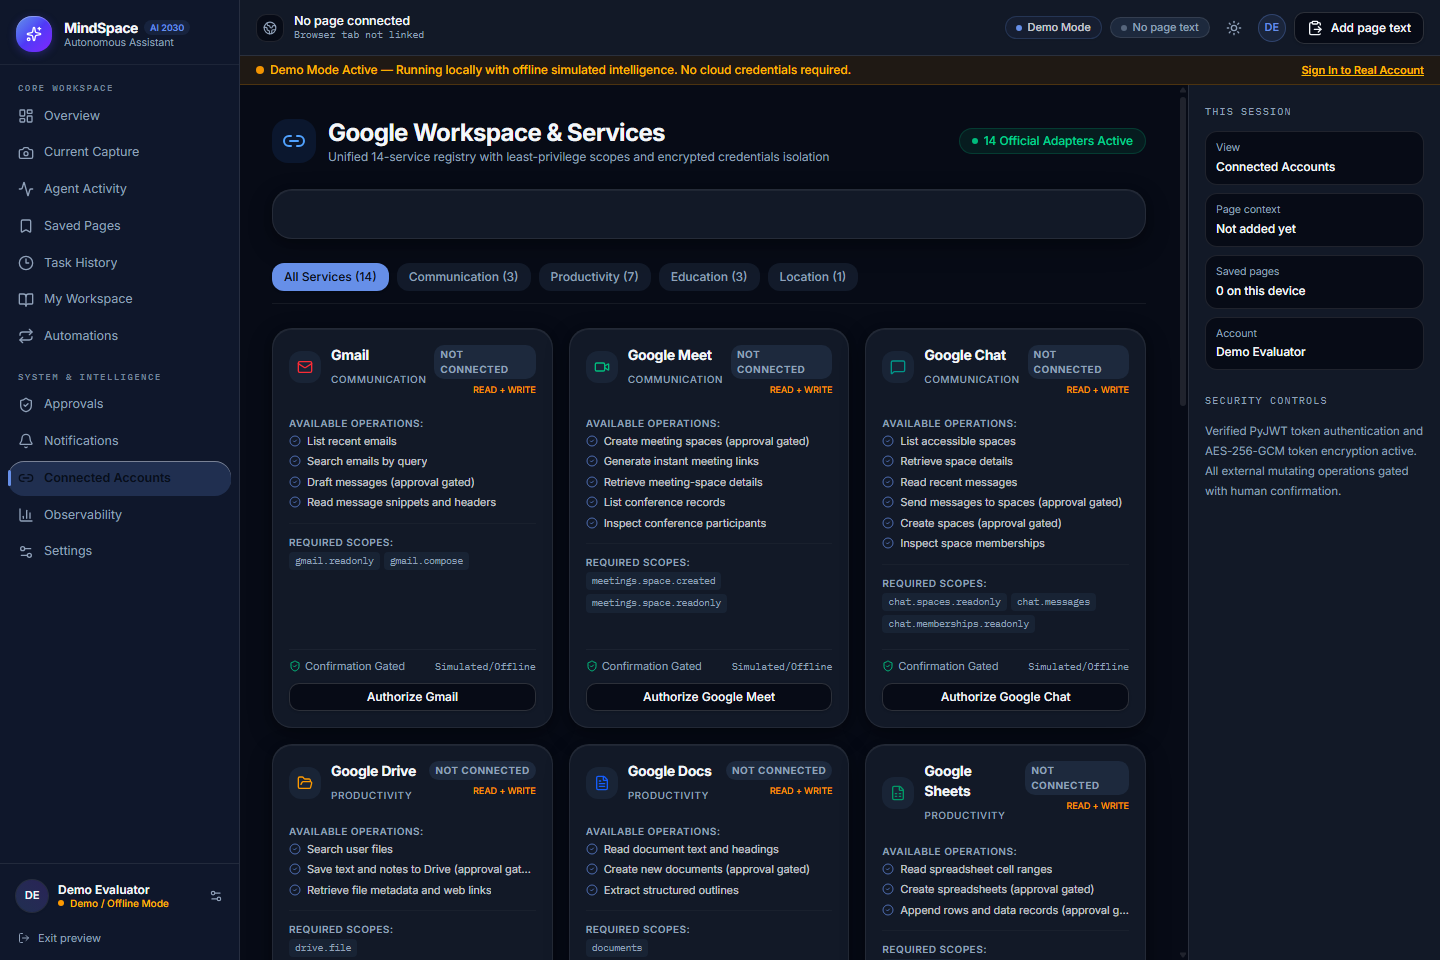 MindSpace AI 2030
Autonomous Assistant
CORE WORKSPACE
Overview
Current Capture
Agent Activity
Saved Pages
Task History
My Workspace
Automations
SYSTEM & INTELLIGENCE
Approvals
Notifications
Connected Accounts
Observability
Settings
DE
Demo Evaluator
Demo / Offline Mode
Exit preview
No page connected
Browser tab not linked
Demo Mode
No page text
DE
Add page text
Demo Mode Active — Running locally with offline simulated intelligence. No cloud credentials required.
Sign In to Real Account
Google Workspace & Services
Unified 14-service registry with least-privilege scopes and encrypted credentials isolation
14 Official Adapters Active
All Services (14)
Communication (3)
Productivity (7)
Education (3)
Location (1)
Gmail
COMMUNICATION
NOT
CONNECTED
READ + WRITE
AVAILABLE OPERATIONS:
List recent emails
Search emails by query
Draft messages (approval gated)
Read message snippets and headers
REQUIRED SCOPES:
gmail.readonly
gmail.compose
Confirmation Gated
Simulated/Offline
Authorize Gmail
Google Meet
COMMUNICATION
NOT
CONNECTED
READ + WRITE
AVAILABLE OPERATIONS:
Create meeting spaces (approval gated)
Generate instant meeting links
Retrieve meeting-space details
List conference records
Inspect conference participants
REQUIRED SCOPES:
meetings.space.created
meetings.space.readonly
Confirmation Gated
Simulated/Offline
Authorize Google Meet
Google Chat
COMMUNICATION
NOT
CONNECTED
READ + WRITE
AVAILABLE OPERATIONS:
List accessible spaces
Retrieve space details
Read recent messages
Send messages to spaces (approval gated)
Create spaces (approval gated)
Inspect space memberships
REQUIRED SCOPES:
chat.spaces.readonly
chat.messages
chat.memberships.readonly
Confirmation Gated
Simulated/Offline
Authorize Google Chat
Google Drive
PRODUCTIVITY
NOT CONNECTED
READ + WRITE
AVAILABLE OPERATIONS:
Search user files
Save text and notes to Drive (approval gat...
Retrieve file metadata and web links
REQUIRED SCOPES:
drive.file
Google Docs
PRODUCTIVITY
NOT CONNECTED
READ + WRITE
AVAILABLE OPERATIONS:
Read document text and headings
Create new documents (approval gated)
Extract structured outlines
REQUIRED SCOPES:
documents
Google
Sheets
PRODUCTIVITY
NOT
CONNECTED
READ + WRITE
AVAILABLE OPERATIONS:
Read spreadsheet cell ranges
Create spreadsheets (approval gated)
Append rows and data records (approval g...
REQUIRED SCOPES:
THIS SESSION
View
Connected Accounts
Page context
Not added yet
Saved pages
0 on this device
Account
Demo Evaluator
SECURITY CONTROLS
Verified PyJWT token authentication and
AES-256-GCM token encryption active.
All external mutating operations gated
with human confirmation.